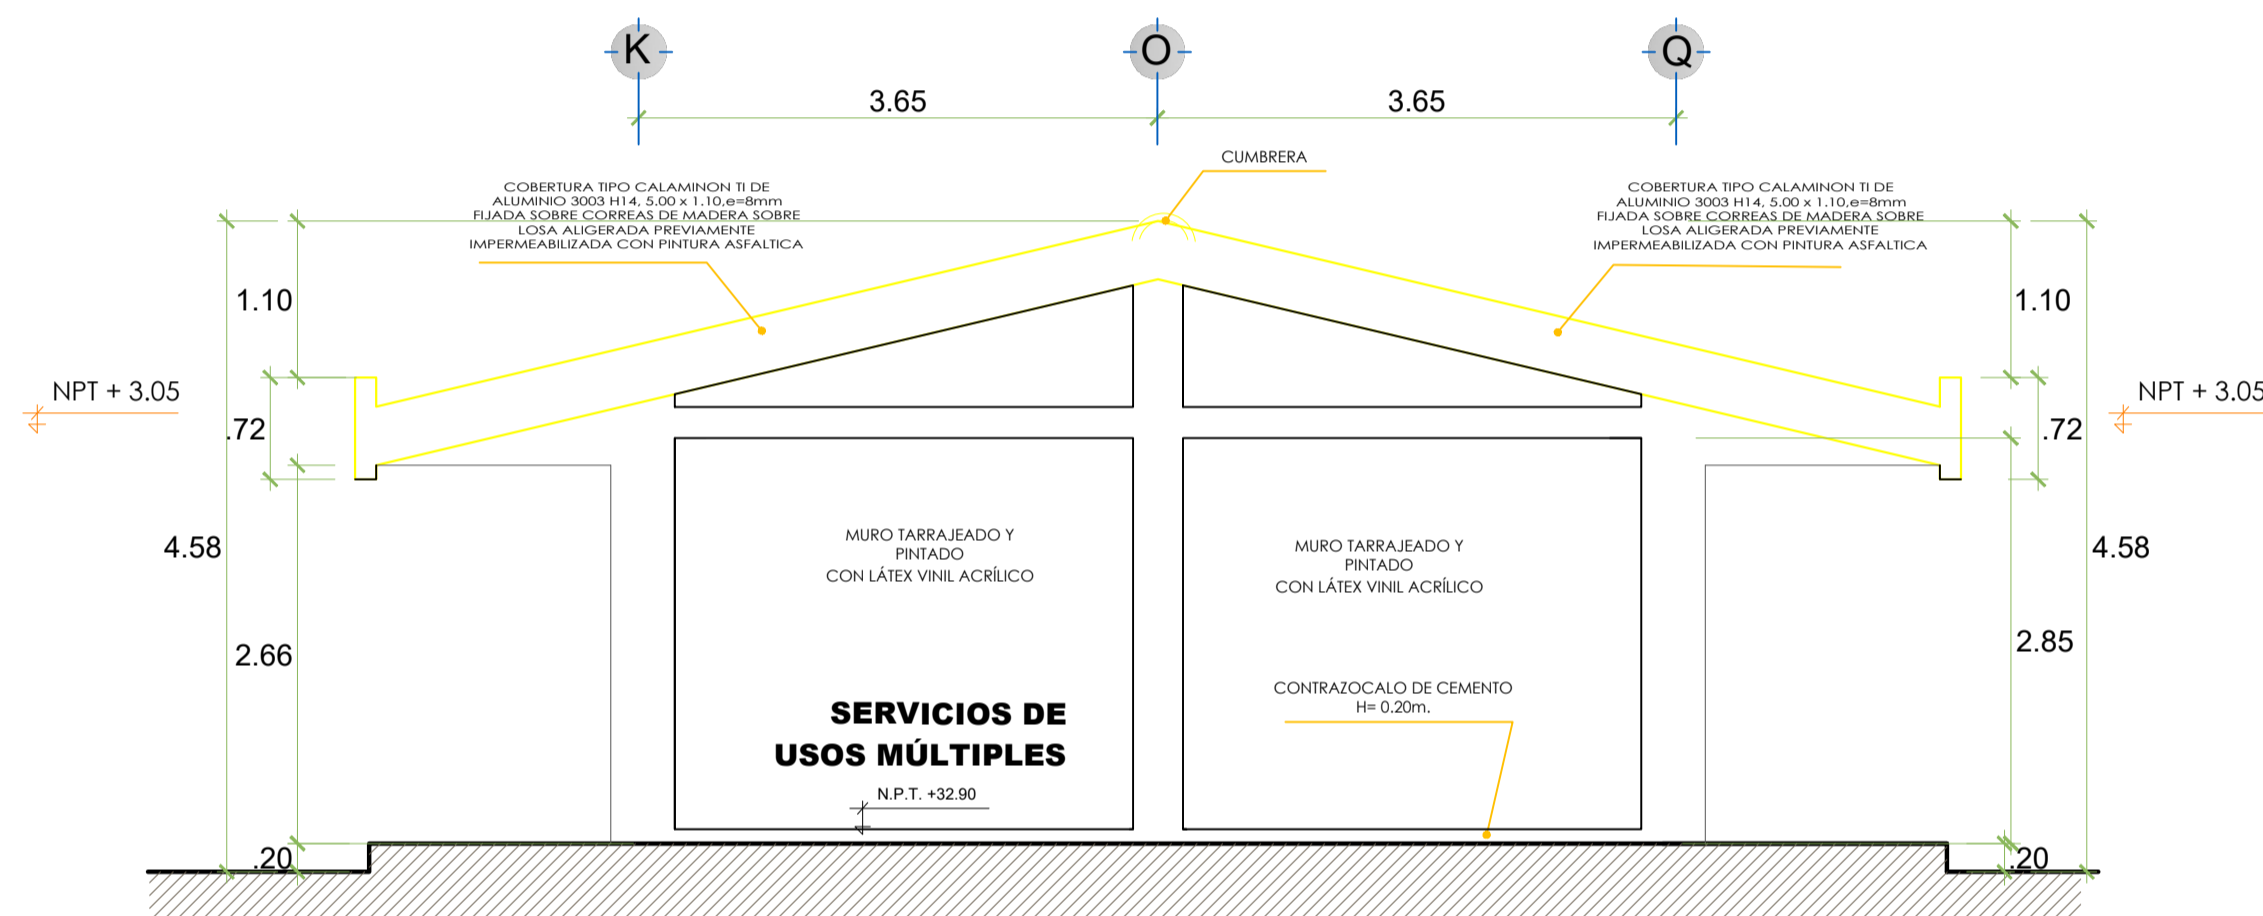 K
O
Q
3.65
3.65
CUMBRERA
COBERTURA TIPO CALAMINON TI DE
ALUMINIO 3003 H14, 5.00 x 1.10,e=8mm
FIJADA SOBRE CORREAS DE MADERA SOBRE
LOSA ALIGERADA PREVIAMENTE
IMPERMEABILIZADA CON PINTURA ASFALTICA
COBERTURA TIPO CALAMINON TI DE
ALUMINIO 3003 H14, 5.00 x 1.10,e=8mm
FIJADA SOBRE CORREAS DE MADERA SOBRE
LOSA ALIGERADA PREVIAMENTE
IMPERMEABILIZADA CON PINTURA ASFALTICA
1.10
1.10
NPT + 3.05
NPT + 3.05
.72
.72
4.58
4.58
MURO TARRAJEADO Y
PINTADO
CON LÁTEX VINIL ACRÍLICO
MURO TARRAJEADO Y
PINTADO
CON LÁTEX VINIL ACRÍLICO
2.66
2.85
CONTRAZOCALO DE CEMENTO
H= 0.20m.
SERVICIOS DE
USOS MÚLTIPLES
N.P.T. +32.90
.20
.20